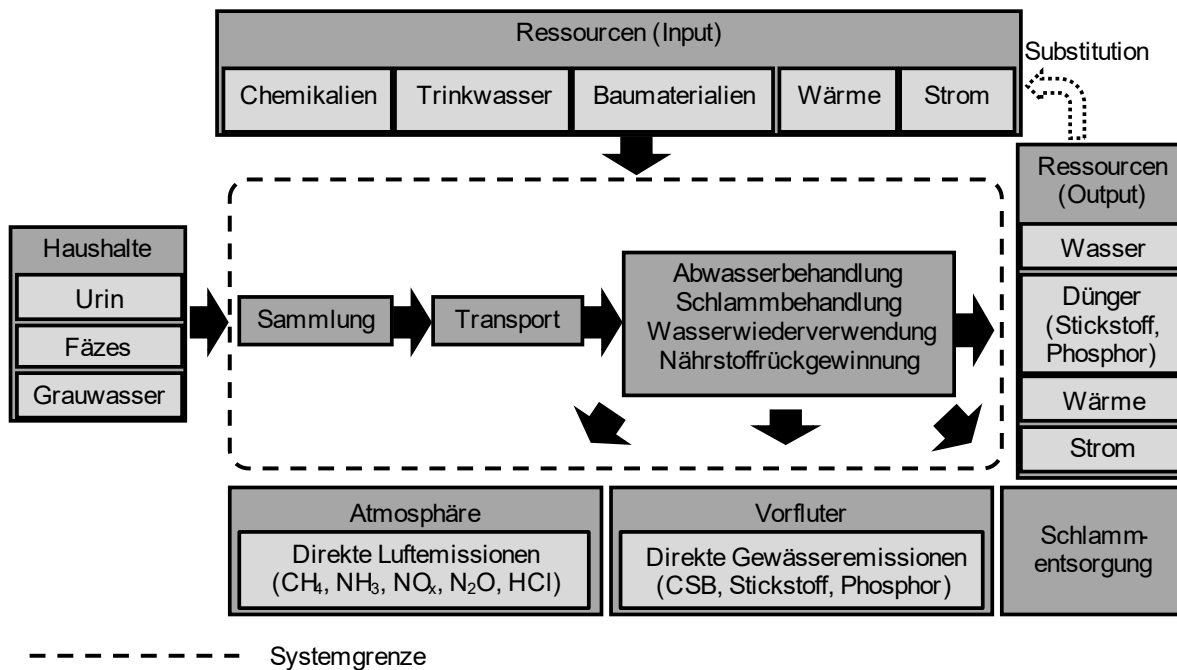 Ressourcen (Input)
Substitution
Chemikalien
Trinkwasser
Baumaterialien
Wärme
Strom
Ressourcen
(Output)
Wasser
Dünger
(Stickstoff,
Phosphor)
Wärme
Strom
Haushalte
Urin
Fäzes
Grauwasser
Sammlung
Transport
Abwasserbehandlung
Schlammbehandlung
Wasserwiederverwendung
Nährstoffrückgewinnung
Atmosphäre
Direkte Luftemissionen
(CH₄, NH₃, NOₓ, N₂O, HCl)
Vorfluter
Direkte Gewässeremissionen
(CSB, Stickstoff, Phosphor)
Schlamm-
entsorgung
Systemgrenze